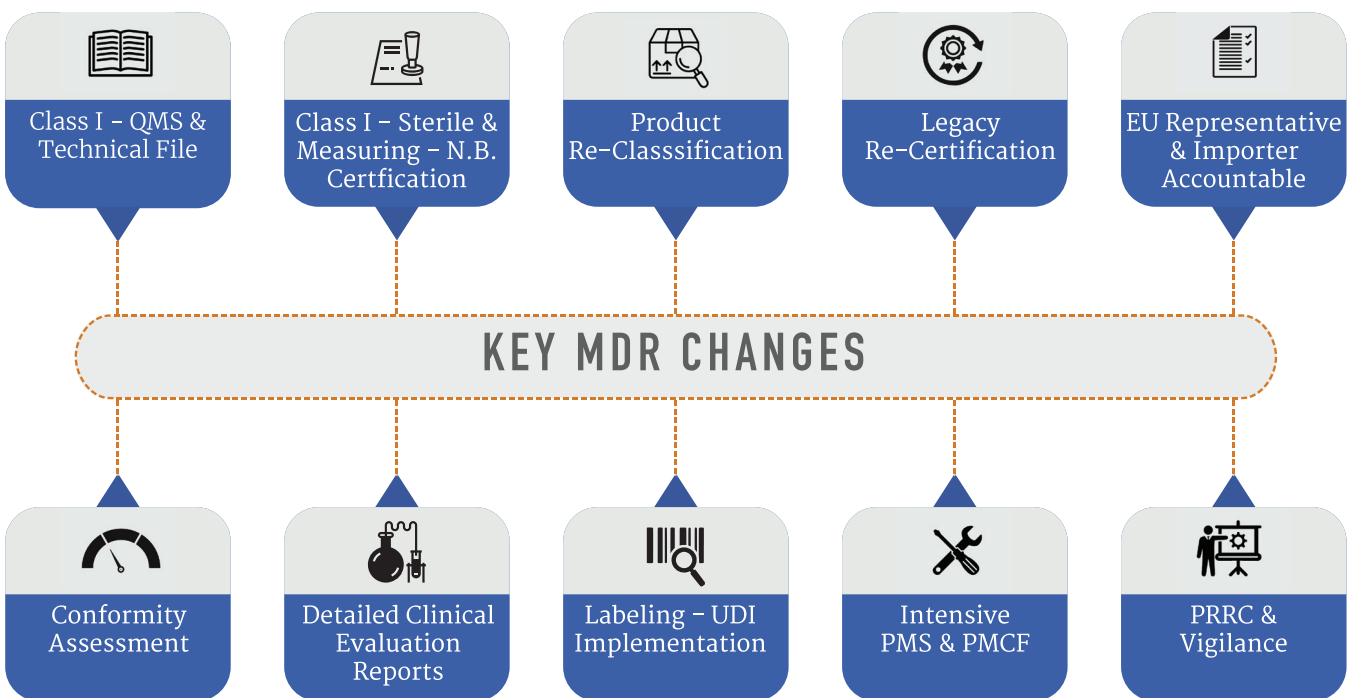 Class I – QMS &
Technical File
Class I – Sterile &
Measuring – N.B.
Certfication
Product
Re-Classsification
Legacy
Re-Certification
EU Representative
& Importer
Accountable
KEY MDR CHANGES
Conformity
Assessment
Detailed Clinical
Evaluation
Reports
Labeling – UDI
Implementation
Intensive
PMS & PMCF
PRRC &
Vigilance